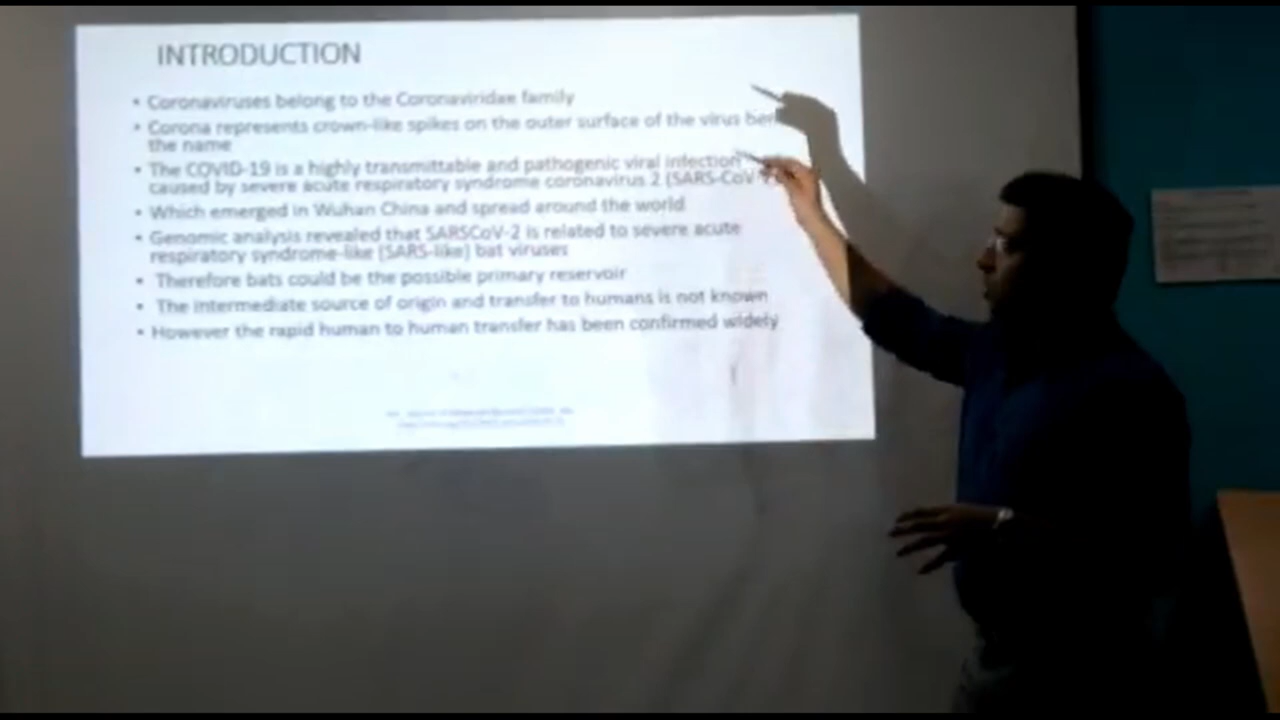 INTRODUCTION
• Coronaviruses belong to the Coronaviridae family
• Corona represents crown-like spikes on the outer surface of the virus
the name
• The COVID-19 is a highly transmittable and pathogenic viral infection
caused by severe acute respiratory syndrome coronavirus 2 (SARS-CoV-
• Which emerged in Wuhan China and spread around the world
• Genomic analysis revealed that SARSCoV-2 is related to severe acute
respiratory syndrome-like (SARS-like) bat viruses
• Therefore bats could be the possible primary reservoir
• The intermediate source of origin and transfer to humans is not known
• However the rapid human to human transfer has been confirmed widely